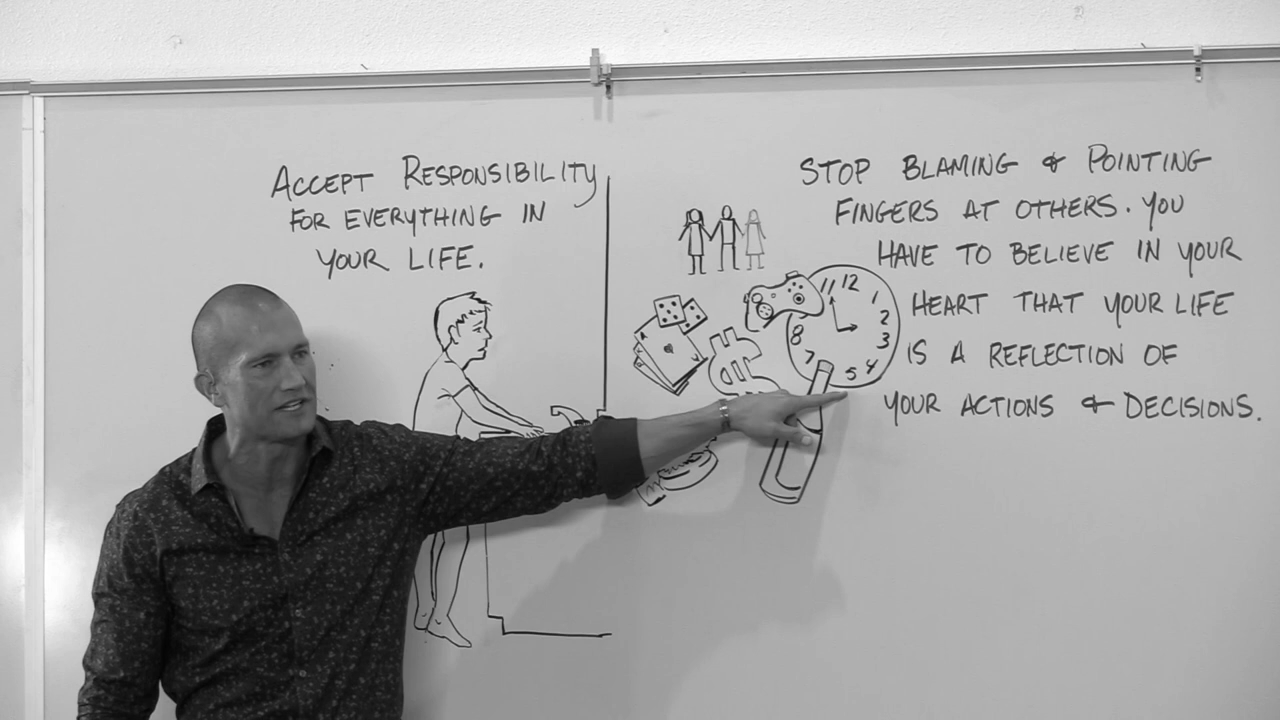 ACCEPT RESPONSIBILITY
FOR EVERYTHING IN
YOUR LIFE.
STOP BLAMING & POINTING
FINGERS AT OTHERS. YOU
HAVE TO BELIEVE IN YOUR
HEART THAT YOUR LIFE
IS A REFLECTION OF
YOUR ACTIONS & DECISIONS.
11 12 1
2
3
4
5
7
8
A
$